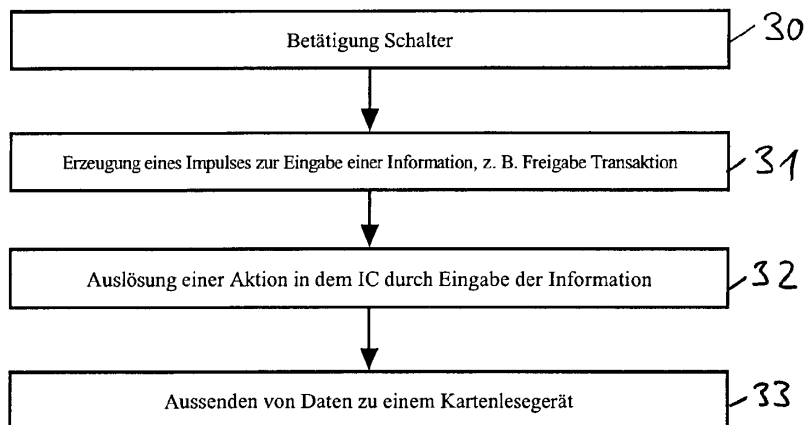 Betätigung Schalter 30
Erzeugung eines Impulses zur Eingabe einer Information, z. B. Freigabe Transaktion 31
Auslösung einer Aktion in dem IC durch Eingabe der Information 32
Aussenden von Daten zu einem Kartenlesegerät 33